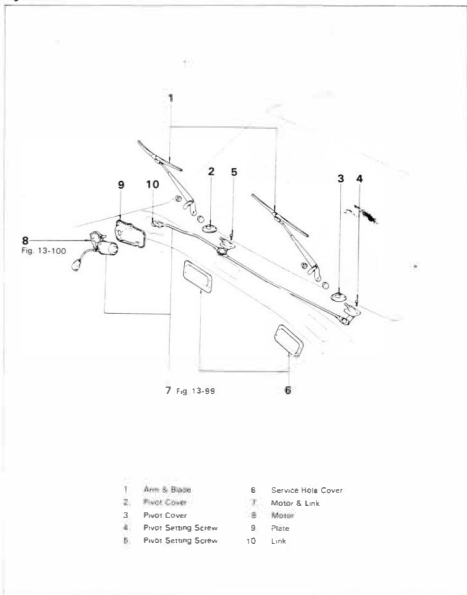 1
2 5
3 4
9 10
8
Fig. 13-100
7 Fig 13-99
6
1 Arm & Blade
2. Pivot Cover
3 Pivot Cover
4. Pivot Setting Screw
5. Pivot Setting Screw
6 Service Hole Cover
7 Motor & Link
8 Motor
9 Plate
10 Link